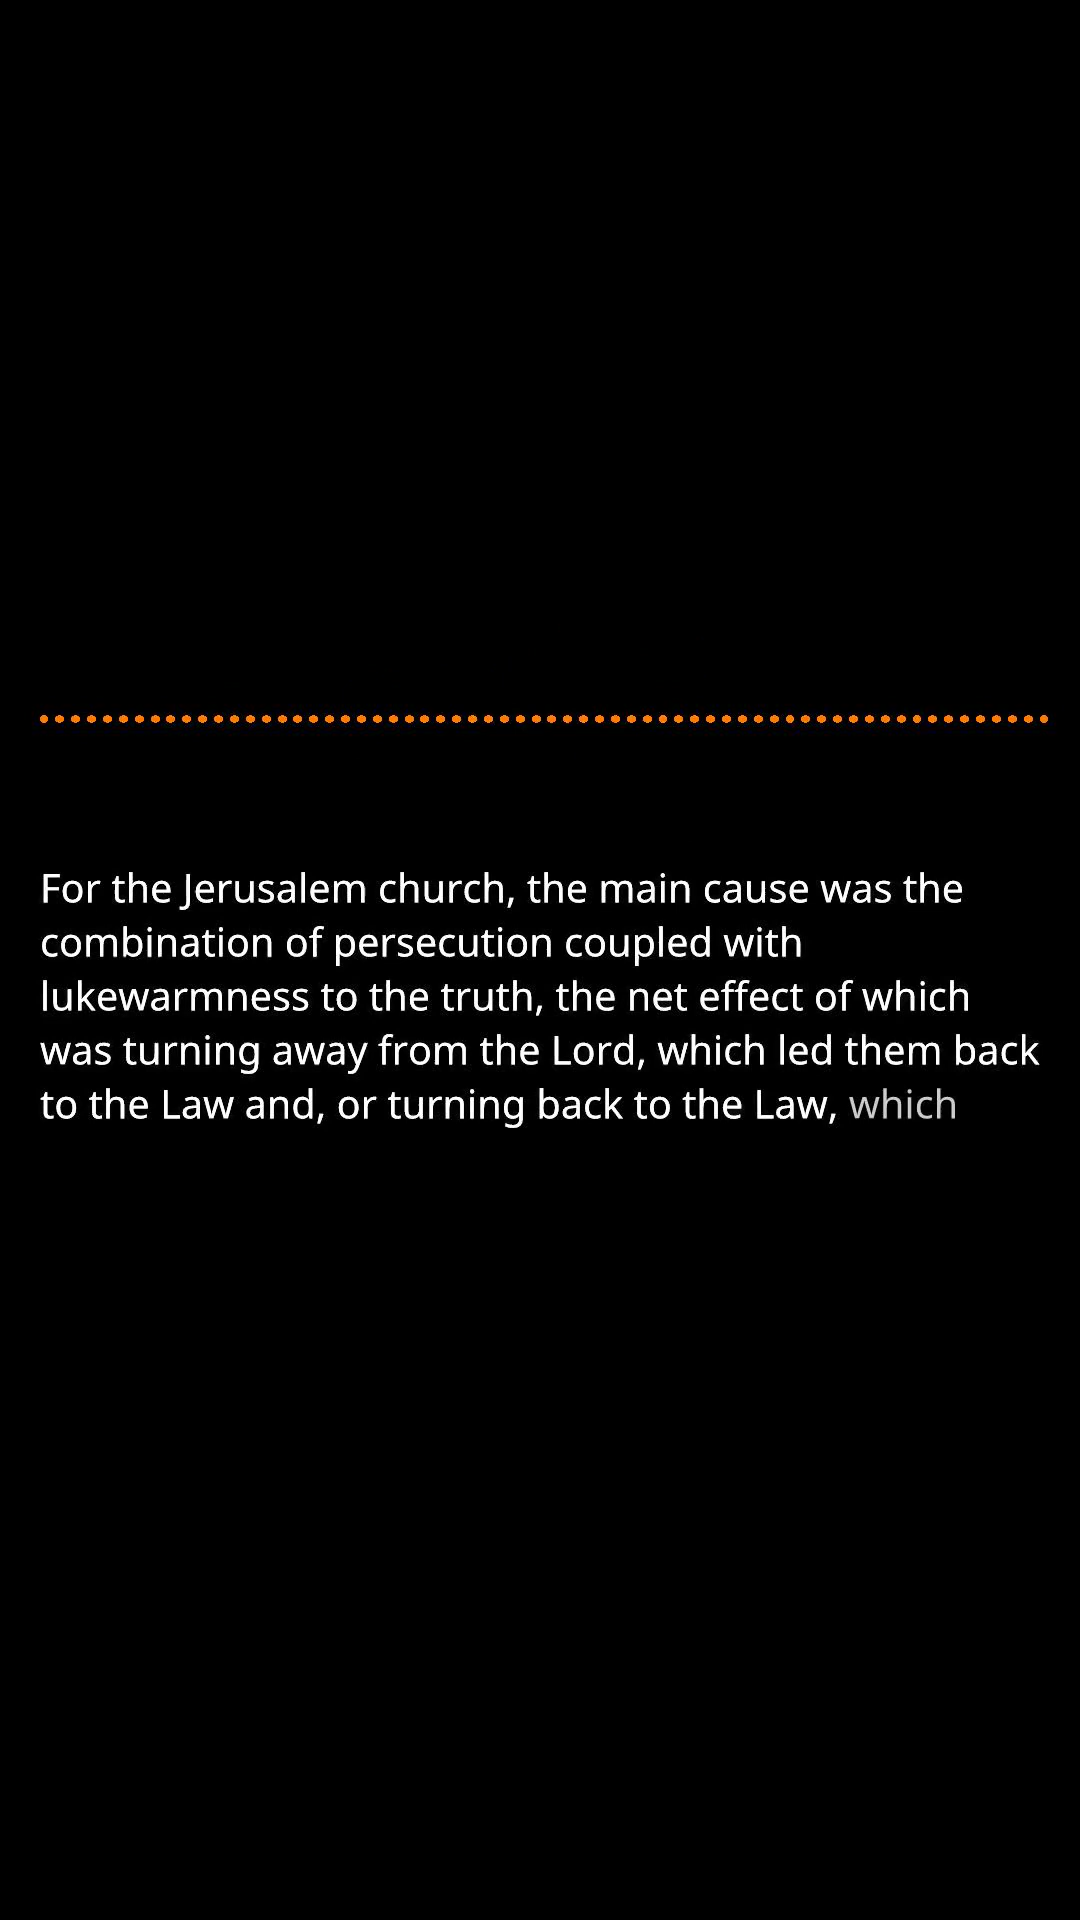 For the Jerusalem church, the main cause was the
combination of persecution coupled with
lukewarmness to the truth, the net effect of which
was turning away from the Lord, which led them back
to the Law and, or turning back to the Law, which